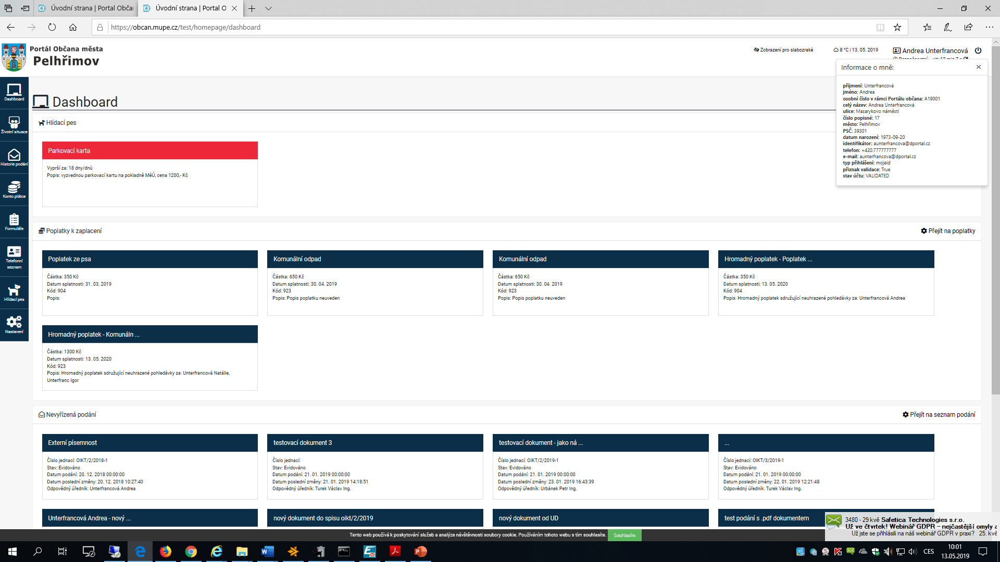 Úvodní strana | Portal Občan
Úvodní strana | Portal O
https://obcan.mupe.cz/test/homepage/dashboard
Portál Občana města
Pelhřimov
Zobrazení pro slabozraké
8 °C | 13. 05. 2019
Andrea Unterfrancová
Informace o mně:
příjmení: Unterfrancová
jméno: Andrea
osobní číslo v rámci Portálu občana: A19001
celý název: Andrea Unterfrancová
ulice: Masarykovo náměstí
číslo popisné: 17
město: Pelhřimov
PSČ: 39301
datum narození: 1973-09-20
identifikátor: aunterfrancova@dportal.cz
telefon: +420.777777777
e-mail: aunterfrancova@dportal.cz
typ přihlášení: mojeid
přiznak validace: True
stav účtu: VALIDATED
Dashboard
Životní situace
Historie podání
Konto plátce
Formuláře
Telefonní
seznam
Hlídací pes
Nastavení
Dashboard
Hlídací pes
Parkovací karta
Vyprší za: 18 dny/dnů
Popis: vyzvednou parkovací kartu na pokladně MěÚ, cena 1200,- Kč
Poplatky k zaplacení
Přejít na poplatky
Poplatek ze psa
Částka: 350 Kč
Datum splatnosti: 31. 03. 2019
Kód: 904
Popis:
Komunální odpad
Částka: 650 Kč
Datum splatnosti: 30. 04. 2019
Kód: 923
Popis: Popis poplatku neuveden
Komunální odpad
Částka: 650 Kč
Datum splatnosti: 30. 04. 2019
Kód: 923
Popis: Popis poplatku neuveden
Hromadný poplatek - Poplatek ...
Částka: 350 Kč
Datum splatnosti: 13. 05. 2020
Kód: 904
Popis: Hromadný poplatek sdružující neuhrazené pohledávky za: Unterfrancová Andrea
Hromadný poplatek - Komunáln ...
Částka: 1300 Kč
Datum splatnosti: 13. 05. 2020
Kód: 923
Popis: Hromadný poplatek sdružující neuhrazené pohledávky za: Unterfrancová Natálie,
Unterfranc Igor
Nevyřízená podání
Přejít na seznam podání
Externí písemnost
Číslo jednací: OIKT/2/2018-1
Stav: Evidováno
Datum podání: 20. 12. 2018 00:00:00
Datum poslední změny: 20. 12. 2018 10:27:40
Odpovědný úředník: Unterfrancová Andrea
testovací dokument 3
Číslo jednací:
Stav: Evidováno
Datum podání: 21. 01. 2019 00:00:00
Datum poslední změny: 21. 01. 2019 14:18:51
Odpovědný úředník: Turek Václav Ing.
testovací dokument - jako ná ...
Číslo jednací: OIKT/2/2019-1
Stav: Evidováno
Datum podání: 21. 01. 2019 00:00:00
Datum poslední změny: 23. 01. 2019 16:43:39
Odpovědný úředník: Urbánek Petr Ing.
...
Číslo jednací: OIKT/3/2019-1
Stav: Evidováno
Datum podání: 21. 01. 2019 00:00:00
Datum poslední změny: 22. 01. 2019 12:21:48
Odpovědný úředník: Turek Václav Ing.
Unterfrancová Andrea - nový ...
nový dokument do spisu oikt/2/2019
nový dokument od UD
test podání s .pdf dokumentem
3480 - 29 kvě Safetica Technologies s.r.o.
Už ve čtvrtek! Webinář GDPR – nejčastější omyly a
Už jste se přihlásili na náš webinář GDPR v praxi? 25. kvě
Tento web používá k poskytování služeb a analýze návštěvnosti soubory cookie. Používáním tohoto webu s tím souhlasíte.
Souhlasím
CES
10:01
13.05.2019